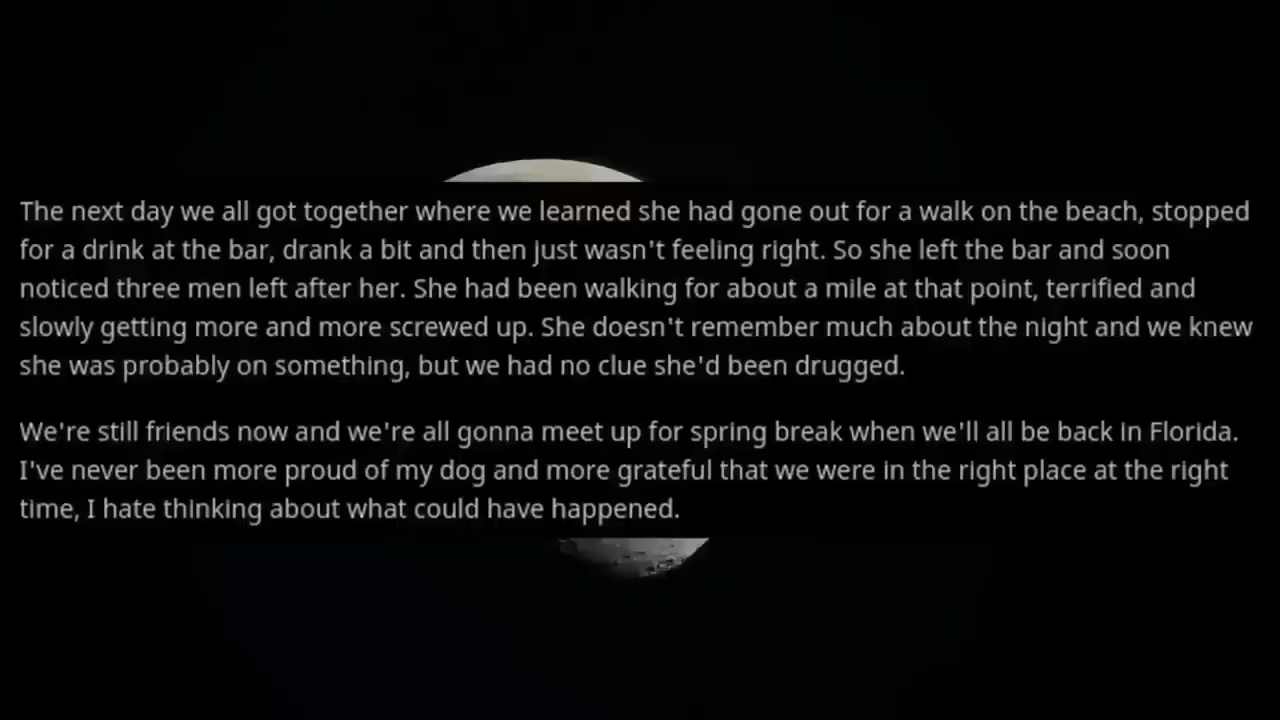 The next day we all got together where we learned she had gone out for a walk on the beach, stopped
for a drink at the bar, drank a bit and then just wasn't feeling right. So she left the bar and soon
noticed three men left after her. She had been walking for about a mile at that point, terrified and
slowly getting more and more screwed up. She doesn't remember much about the night and we knew
she was probably on something, but we had no clue she'd been drugged.
We're still friends now and we're all gonna meet up for spring break when we'll all be back in Florida.
I've never been more proud of my dog and more grateful that we were in the right place at the right
time, I hate thinking about what could have happened.